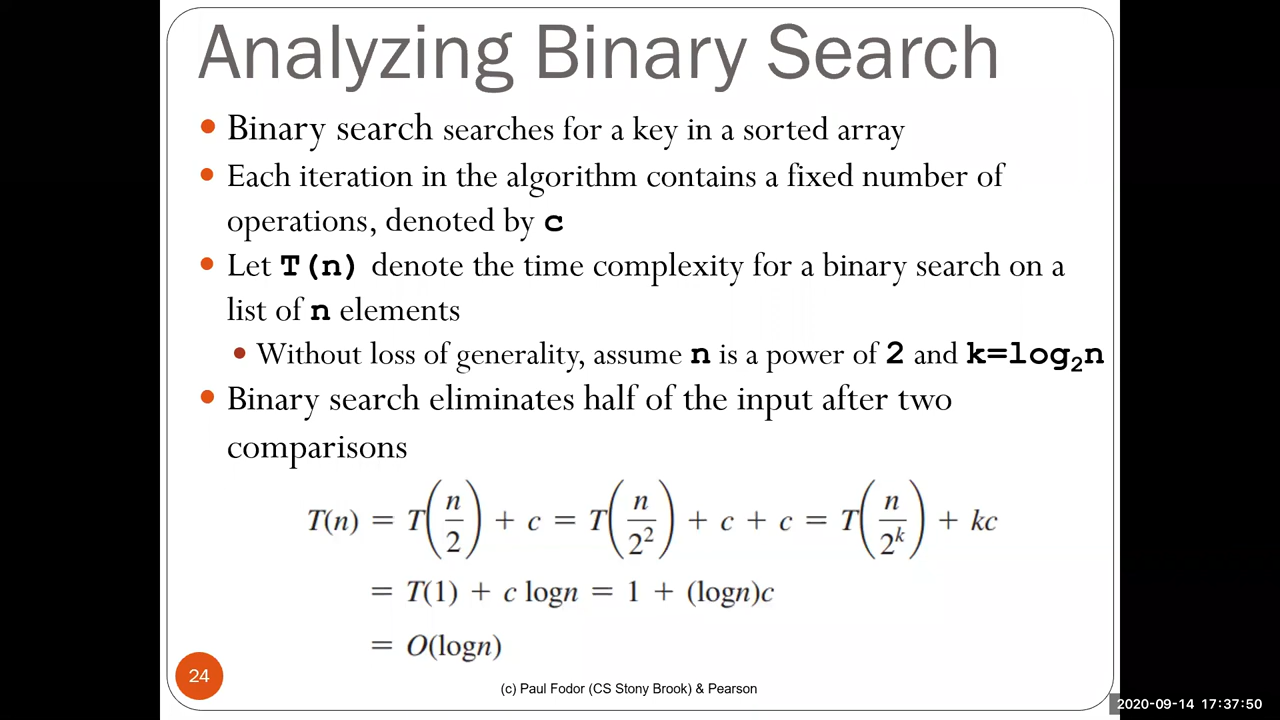 Analyzing Binary Search
• Binary search searches for a key in a sorted array
• Each iteration in the algorithm contains a fixed number of
operations, denoted by c
• Let T(n) denote the time complexity for a binary search on a
list of n elements
• Without loss of generality, assume n is a power of 2 and k=log₂n
• Binary search eliminates half of the input after two
comparisons
T(n) = T(n/2) + c = T(n/2²) + c + c = T(n/2ᵏ) + kc
= T(1) + c logn = 1 + (logn)c
= O(logn)
24
(c) Paul Fodor (CS Stony Brook) & Pearson
2020-09-14 17:37:50